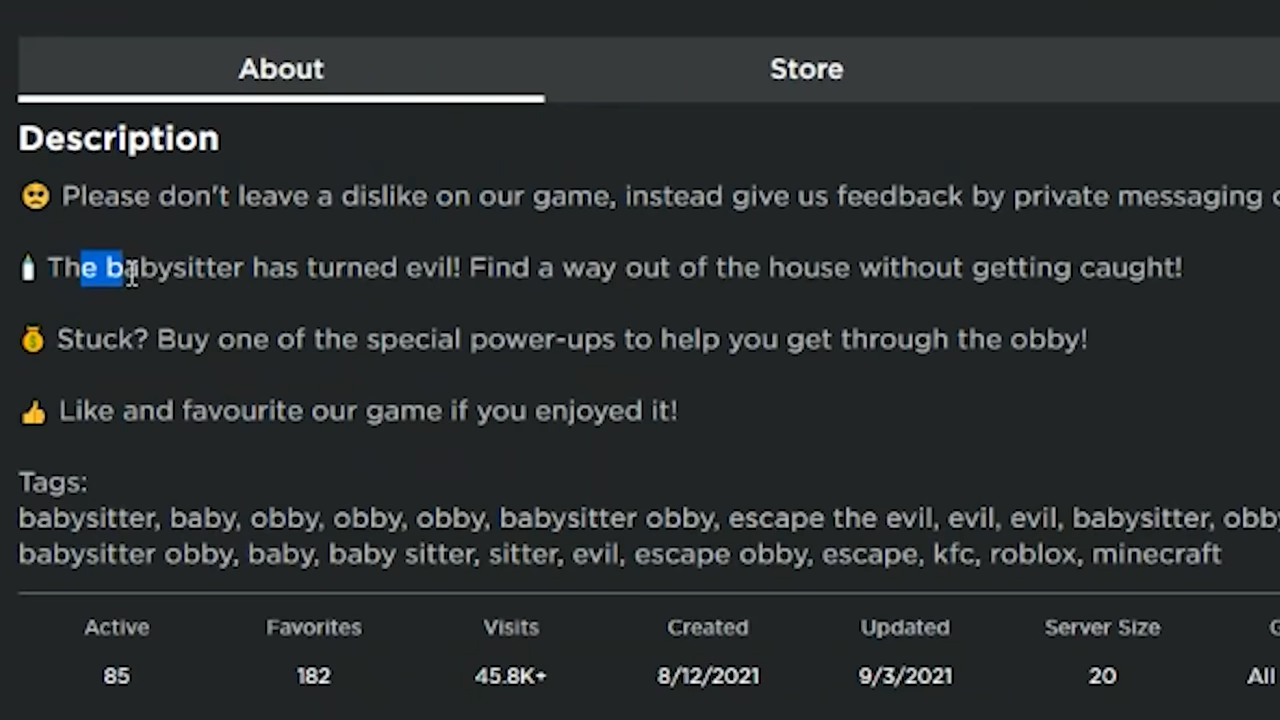 About Store
Description
🥺 Please don't leave a dislike on our game, instead give us feedback by private messaging
🍼 The babysitter has turned evil! Find a way out of the house without getting caught!
💰 Stuck? Buy one of the special power-ups to help you get through the obby!
👍 Like and favourite our game if you enjoyed it!
Tags:
babysitter, baby, obby, obby, obby, babysitter obby, escape the evil, evil, evil, babysitter, obby
babysitter obby, baby, baby sitter, sitter, evil, escape obby, escape, kfc, roblox, minecraft
Active Favorites Visits Created Updated Server Size
85 182 45.8K+ 8/12/2021 9/3/2021 20 All